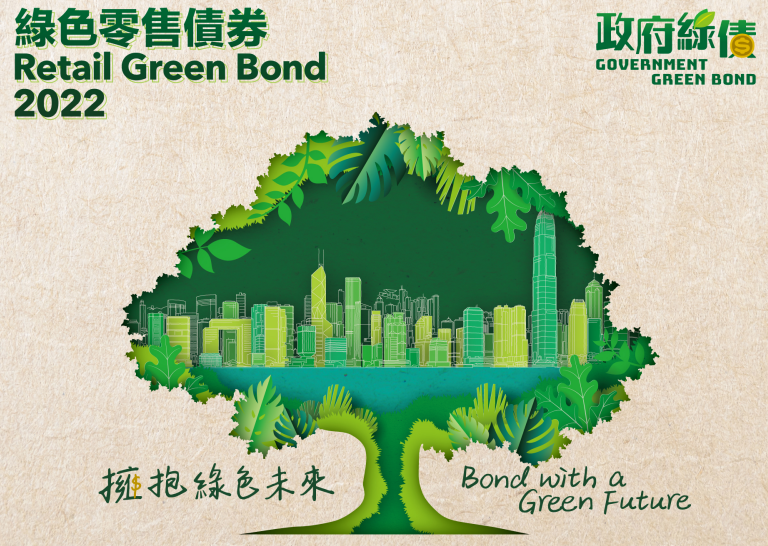 綠色零售債券
Retail Green Bond
2022
政府綠債
GOVERNMENT
GREEN BOND
擁抱綠色未來
Bond with a
Green Future